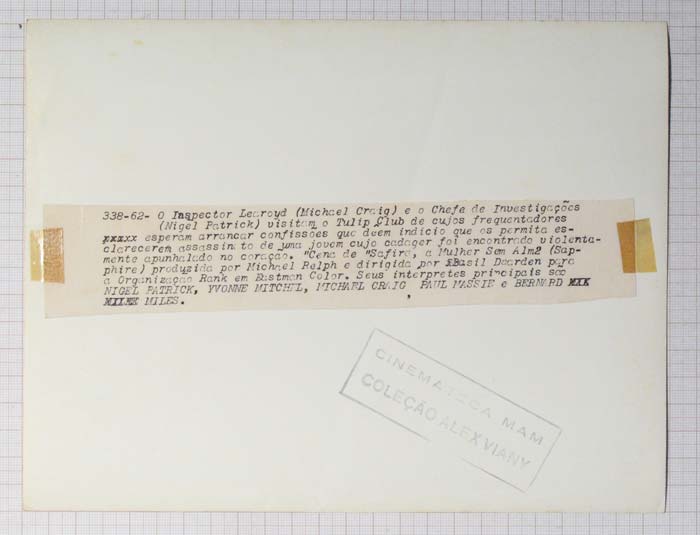 338-62- O Inspector Learoyd (Michael Craig) e o Chefe de Investigações
(Nigel Patrick) visitam o Tulip Club de cujos frequentadores
xxxxx esperam arrancar confissões que deem indicio que os permita es-
clarecerem assassinato de uma jovem cujo cadager foi encontrado violenta-
mente apunhalado no coração. "Cena de "Safira, a Mulher Sem Alm2 (Sap-
phire) produzida por Michael Relph e dirigida por Basil Dearden para
a Organização Rank em Eastman Color. Seus interpretes principais sao
NIGEL PATRICK, YVONNE MITCHEL, MICHAEL CRAIG PAUL MASSIE e BERNARD
MILES.
CINEMATECA MAM
COLEÇÃO ALEX VIANY